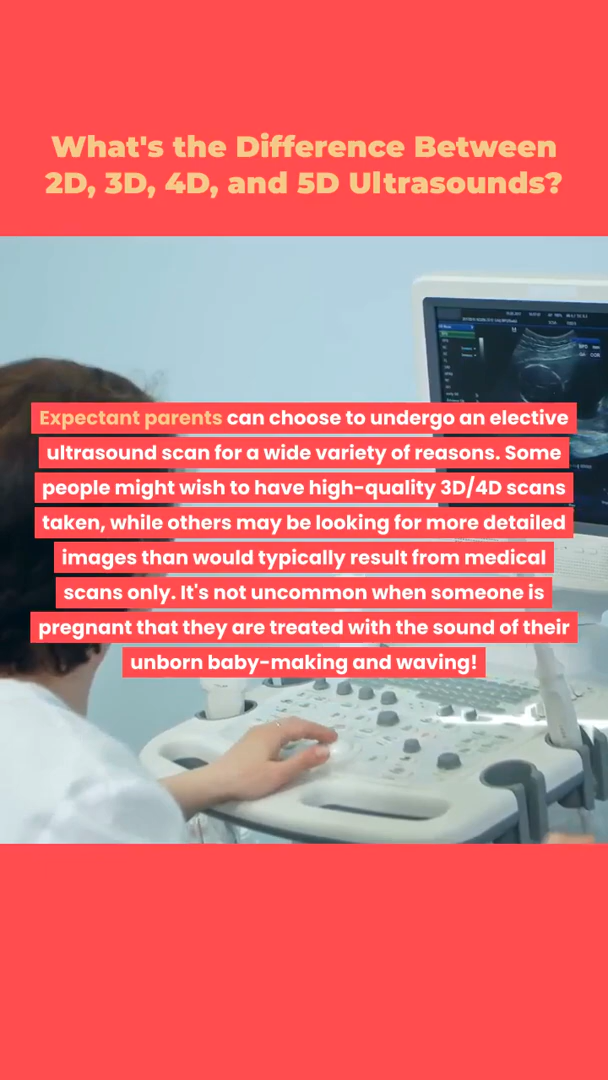 What's the Difference Between
2D, 3D, 4D, and 5D Ultrasounds?
Expectant parents can choose to undergo an elective
ultrasound scan for a wide variety of reasons. Some
people might wish to have high-quality 3D/4D scans
taken, while others may be looking for more detailed
images than would typically result from medical
scans only. It's not uncommon when someone is
pregnant that they are treated with the sound of their
unborn baby-making and waving!